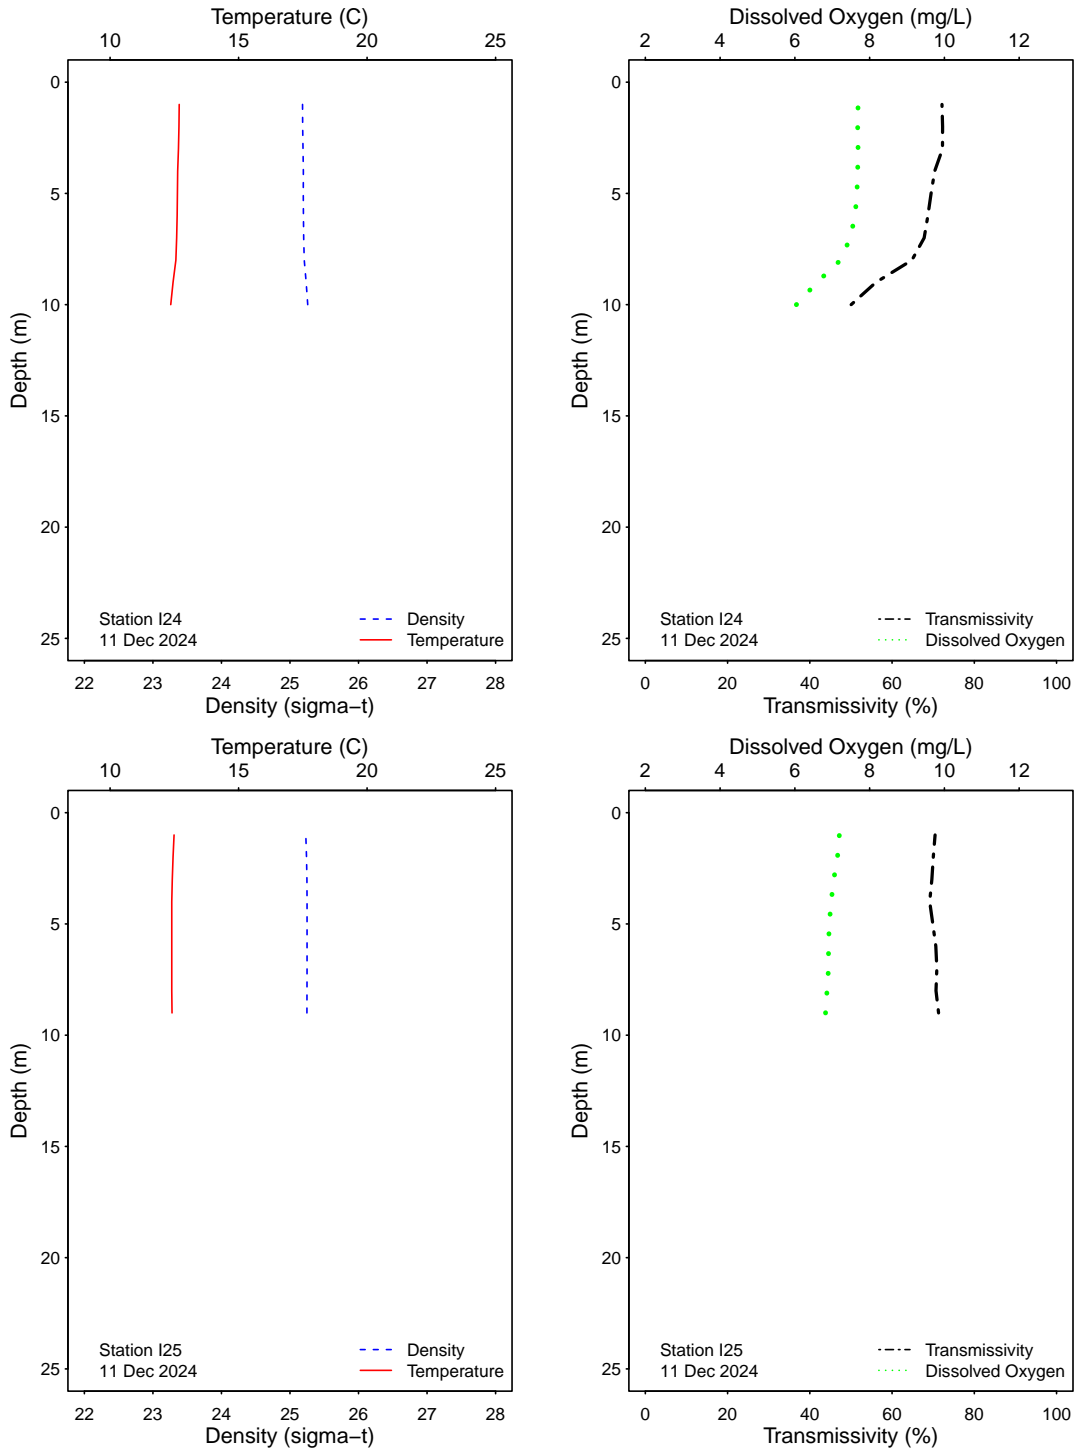 Temperature (C)
10 15 20 25
0
5
10
15
20
25
Depth (m)
Station I24
11 Dec 2024
Density
Temperature
22 23 24 25 26 27 28
Density (sigma−t)
Dissolved Oxygen (mg/L)
2 4 6 8 10 12
0
5
10
15
20
25
Depth (m)
Station I24
11 Dec 2024
Transmissivity
Dissolved Oxygen
0 20 40 60 80 100
Transmissivity (%)
Temperature (C)
10 15 20 25
0
5
10
15
20
25
Depth (m)
Station I25
11 Dec 2024
Density
Temperature
22 23 24 25 26 27 28
Density (sigma−t)
Dissolved Oxygen (mg/L)
2 4 6 8 10 12
0
5
10
15
20
25
Depth (m)
Station I25
11 Dec 2024
Transmissivity
Dissolved Oxygen
0 20 40 60 80 100
Transmissivity (%)